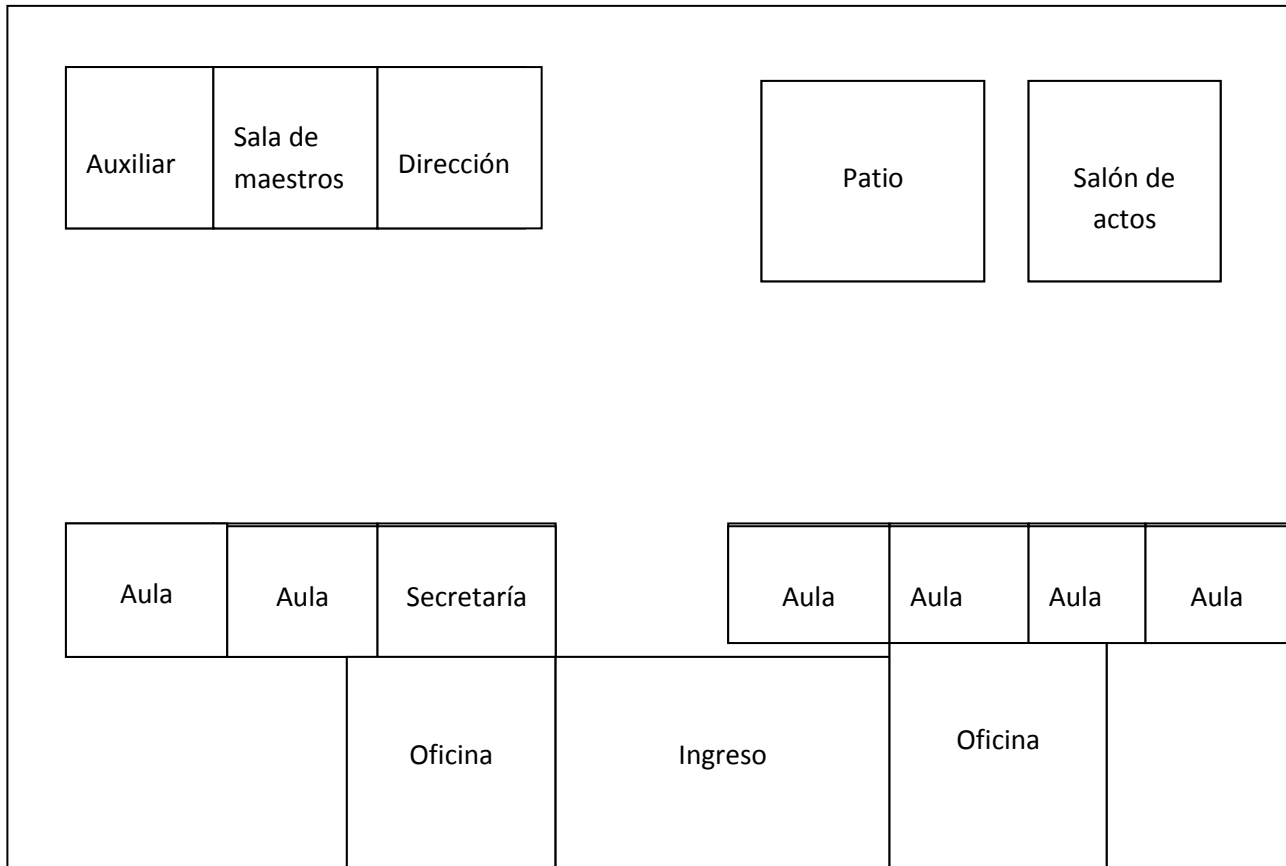 Auxiliar
Sala de
maestros
Dirección
Patio
Salón de
actos
Aula
Aula
Secretaría
Aula
Aula
Aula
Aula
Oficina
Ingreso
Oficina